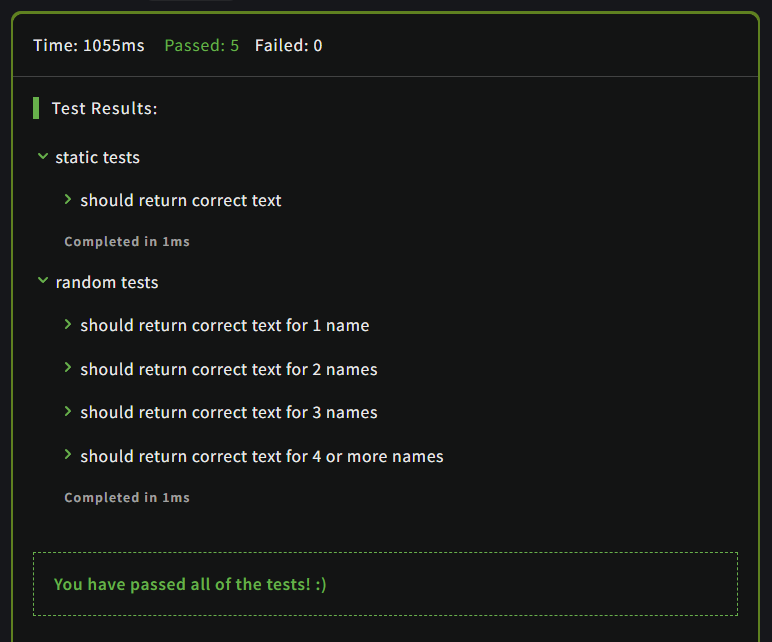 Time: 1055ms Passed: 5 Failed: 0
Test Results:
static tests
should return correct text
Completed in 1ms
random tests
should return correct text for 1 name
should return correct text for 2 names
should return correct text for 3 names
should return correct text for 4 or more names
Completed in 1ms
You have passed all of the tests! :)